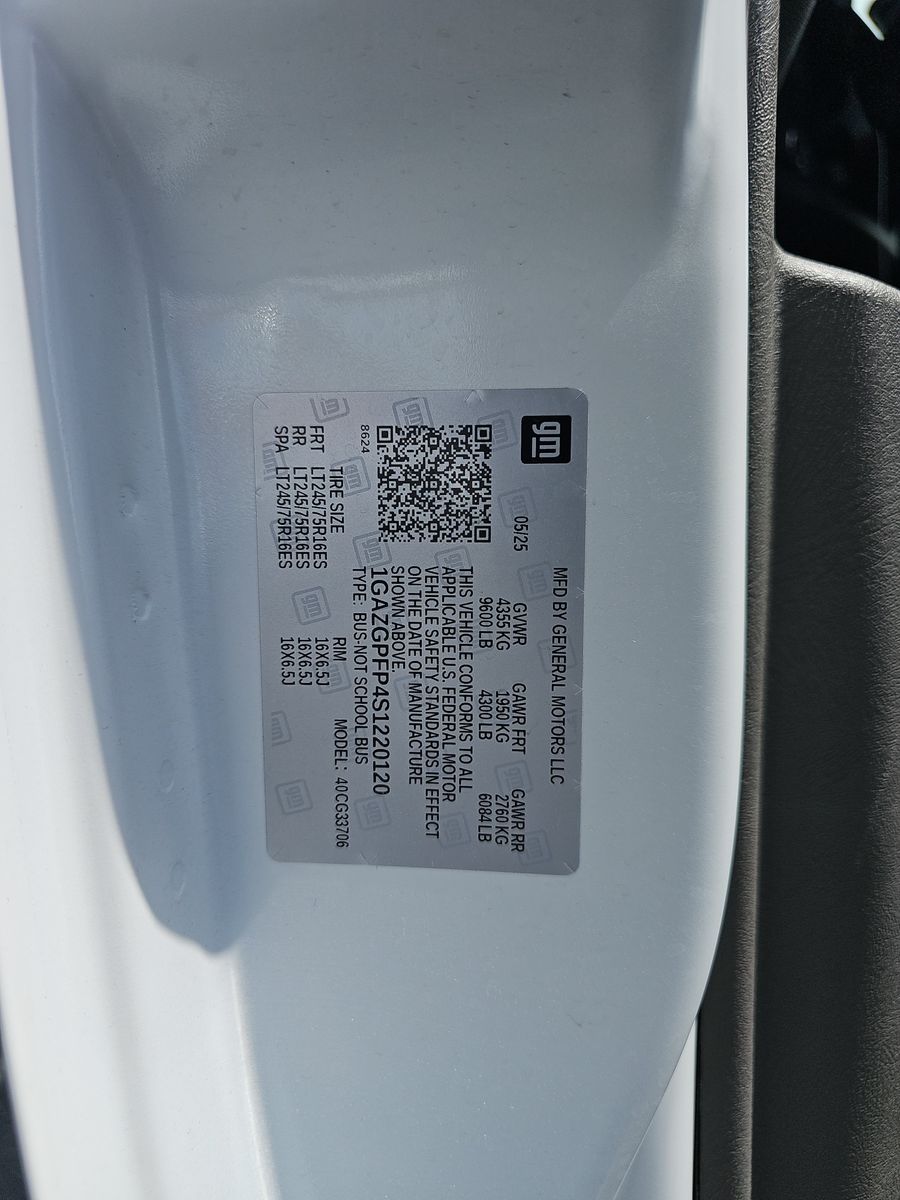 gm
MFD BY GENERAL MOTORS LLC
05/25
GVWR GAWR FRT GAWR RR
4355 KG 1950 KG 2760 KG
9600 LB 4300 LB 6084 LB
THIS VEHICLE CONFORMS TO ALL
APPLICABLE U.S. FEDERAL MOTOR
VEHICLE SAFETY STANDARDS IN EFFECT
ON THE DATE OF MANUFACTURE
SHOWN ABOVE.
1GAZGPFP4S1220120
8624
TYPE: BUS-NOT SCHOOL BUS
MODEL: 40CG33706
TIRE SIZE RIM
FRT LT245/75R16ES 16X6.5J
RR LT245/75R16ES 16X6.5J
SPA LT245/75R16ES 16X6.5J